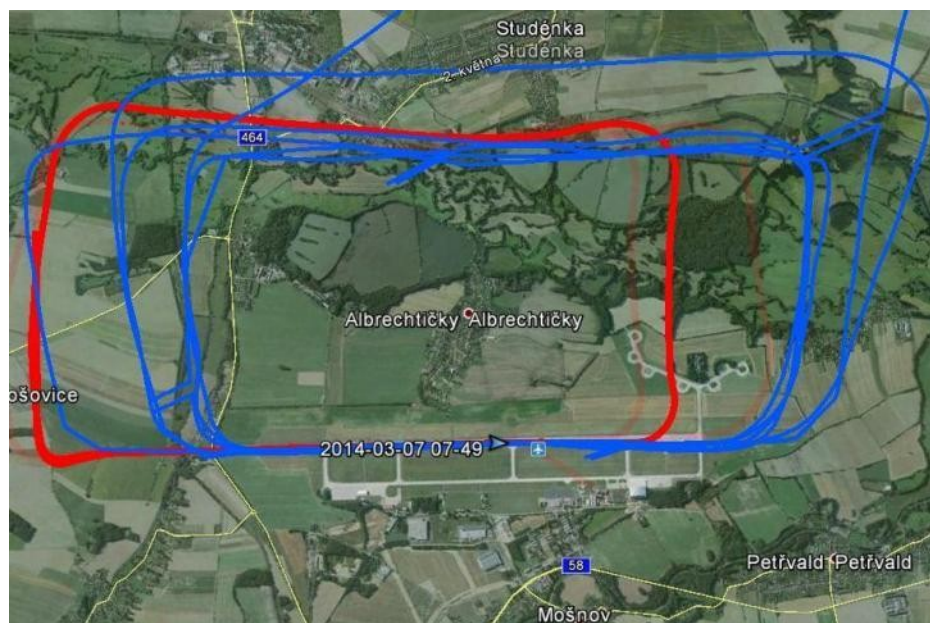 Studénka
Studénka
2. května
464
Albrechtičky Albrechtičky
ošovice
2014-03-07 07-49
58
Petřvald Petřvald
Mošnov